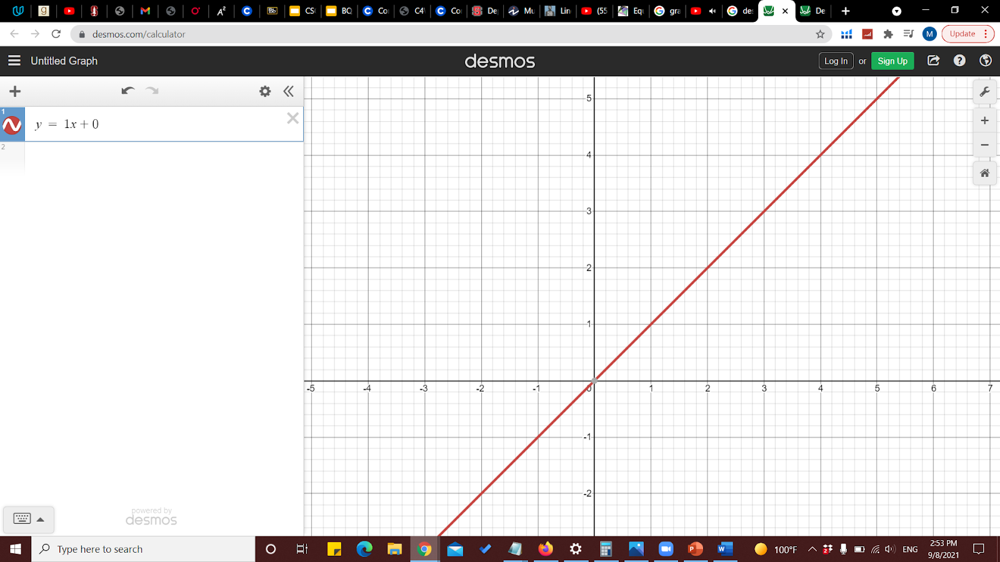 g A² C Bb CS BQ C Co C4 C Co De Mu Lin (55 Equ G gra G de De
desmos.com/calculator M Update
Untitled Graph desmos Log In or Sign Up
1
y = 1x + 0
2
5
4
3
2
1
-5 -4 -3 -2 -1 0 1 2 3 4 5 6 7
-1
-2
powered by
desmos
Type here to search 100°F ENG 2:53 PM
9/8/2021